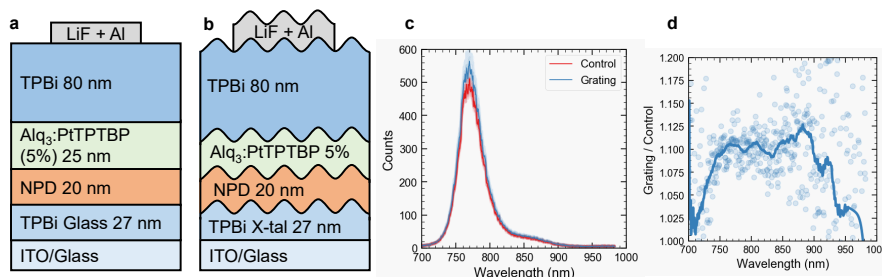 a
LiF + Al
TPBi 80 nm
Alq₃:PtTPTBP
(5%) 25 nm
NPD 20 nm
TPBi Glass 27 nm
ITO/Glass
b
LiF + Al
TPBi 80 nm
Alq₃:PtTPTBP 5%
NPD 20 nm
TPBi X-tal 27 nm
ITO/Glass
c
600
500
400
300
200
100
0
Counts
Control
Grating
700 750 800 850 900 950 1000
Wavelength (nm)
d
1.200
1.175
1.150
1.125
1.100
1.075
1.050
1.025
1.000
Grating / Control
700 750 800 850 900 950
Wavelength (nm)